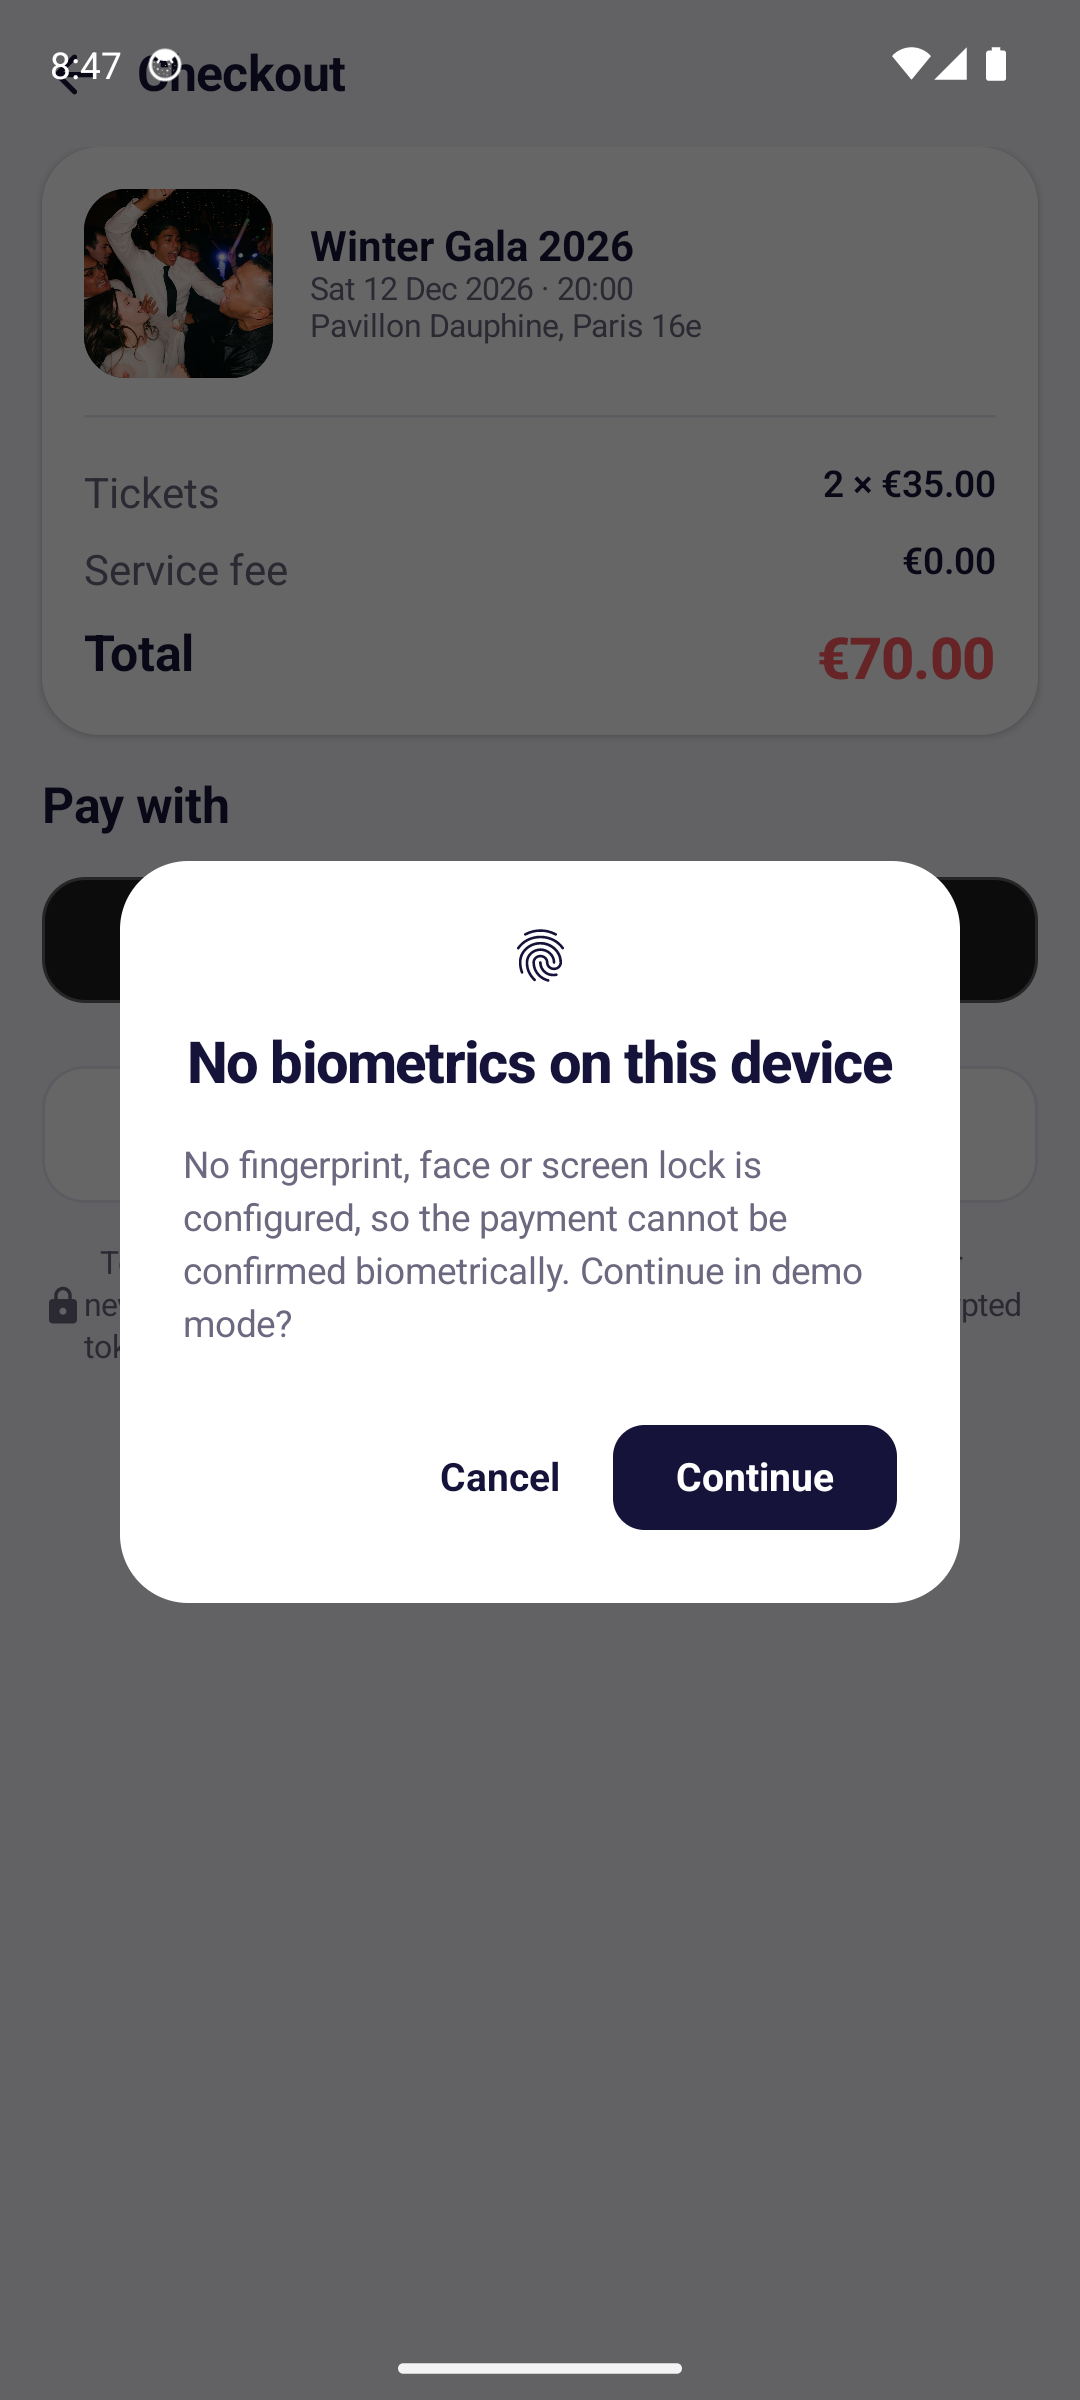 8:47
Checkout
Winter Gala 2026
Sat 12 Dec 2026 · 20:00
Pavillon Dauphine, Paris 16e
Tickets
2 × €35.00
Service fee
€0.00
Total
€70.00
Pay with
No biometrics on this device
No fingerprint, face or screen lock is
configured, so the payment cannot be
confirmed biometrically. Continue in demo
mode?
Cancel
Continue